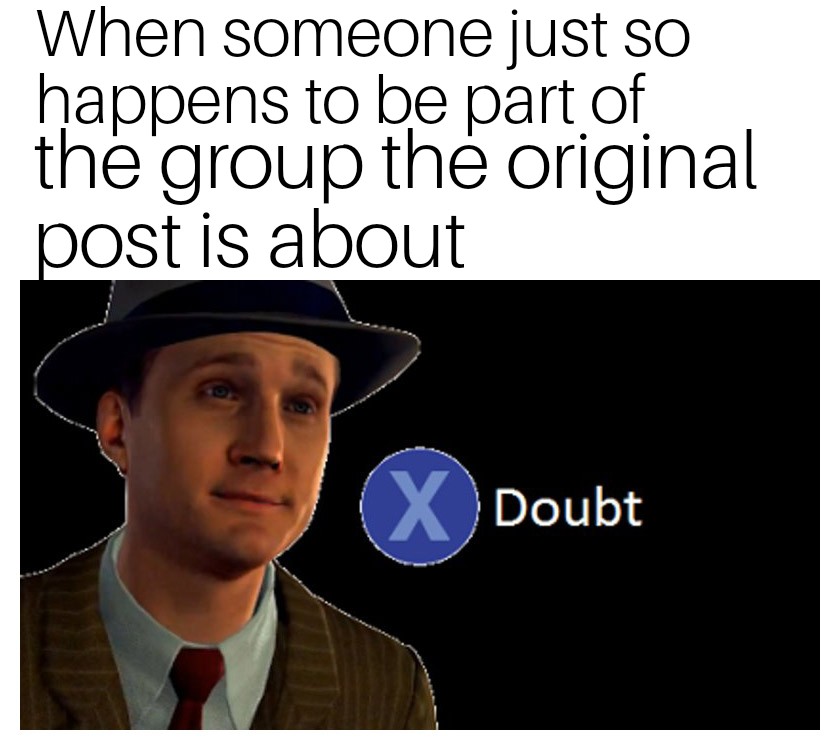 When someone just so
happens to be part of
the group the original
post is about
X Doubt